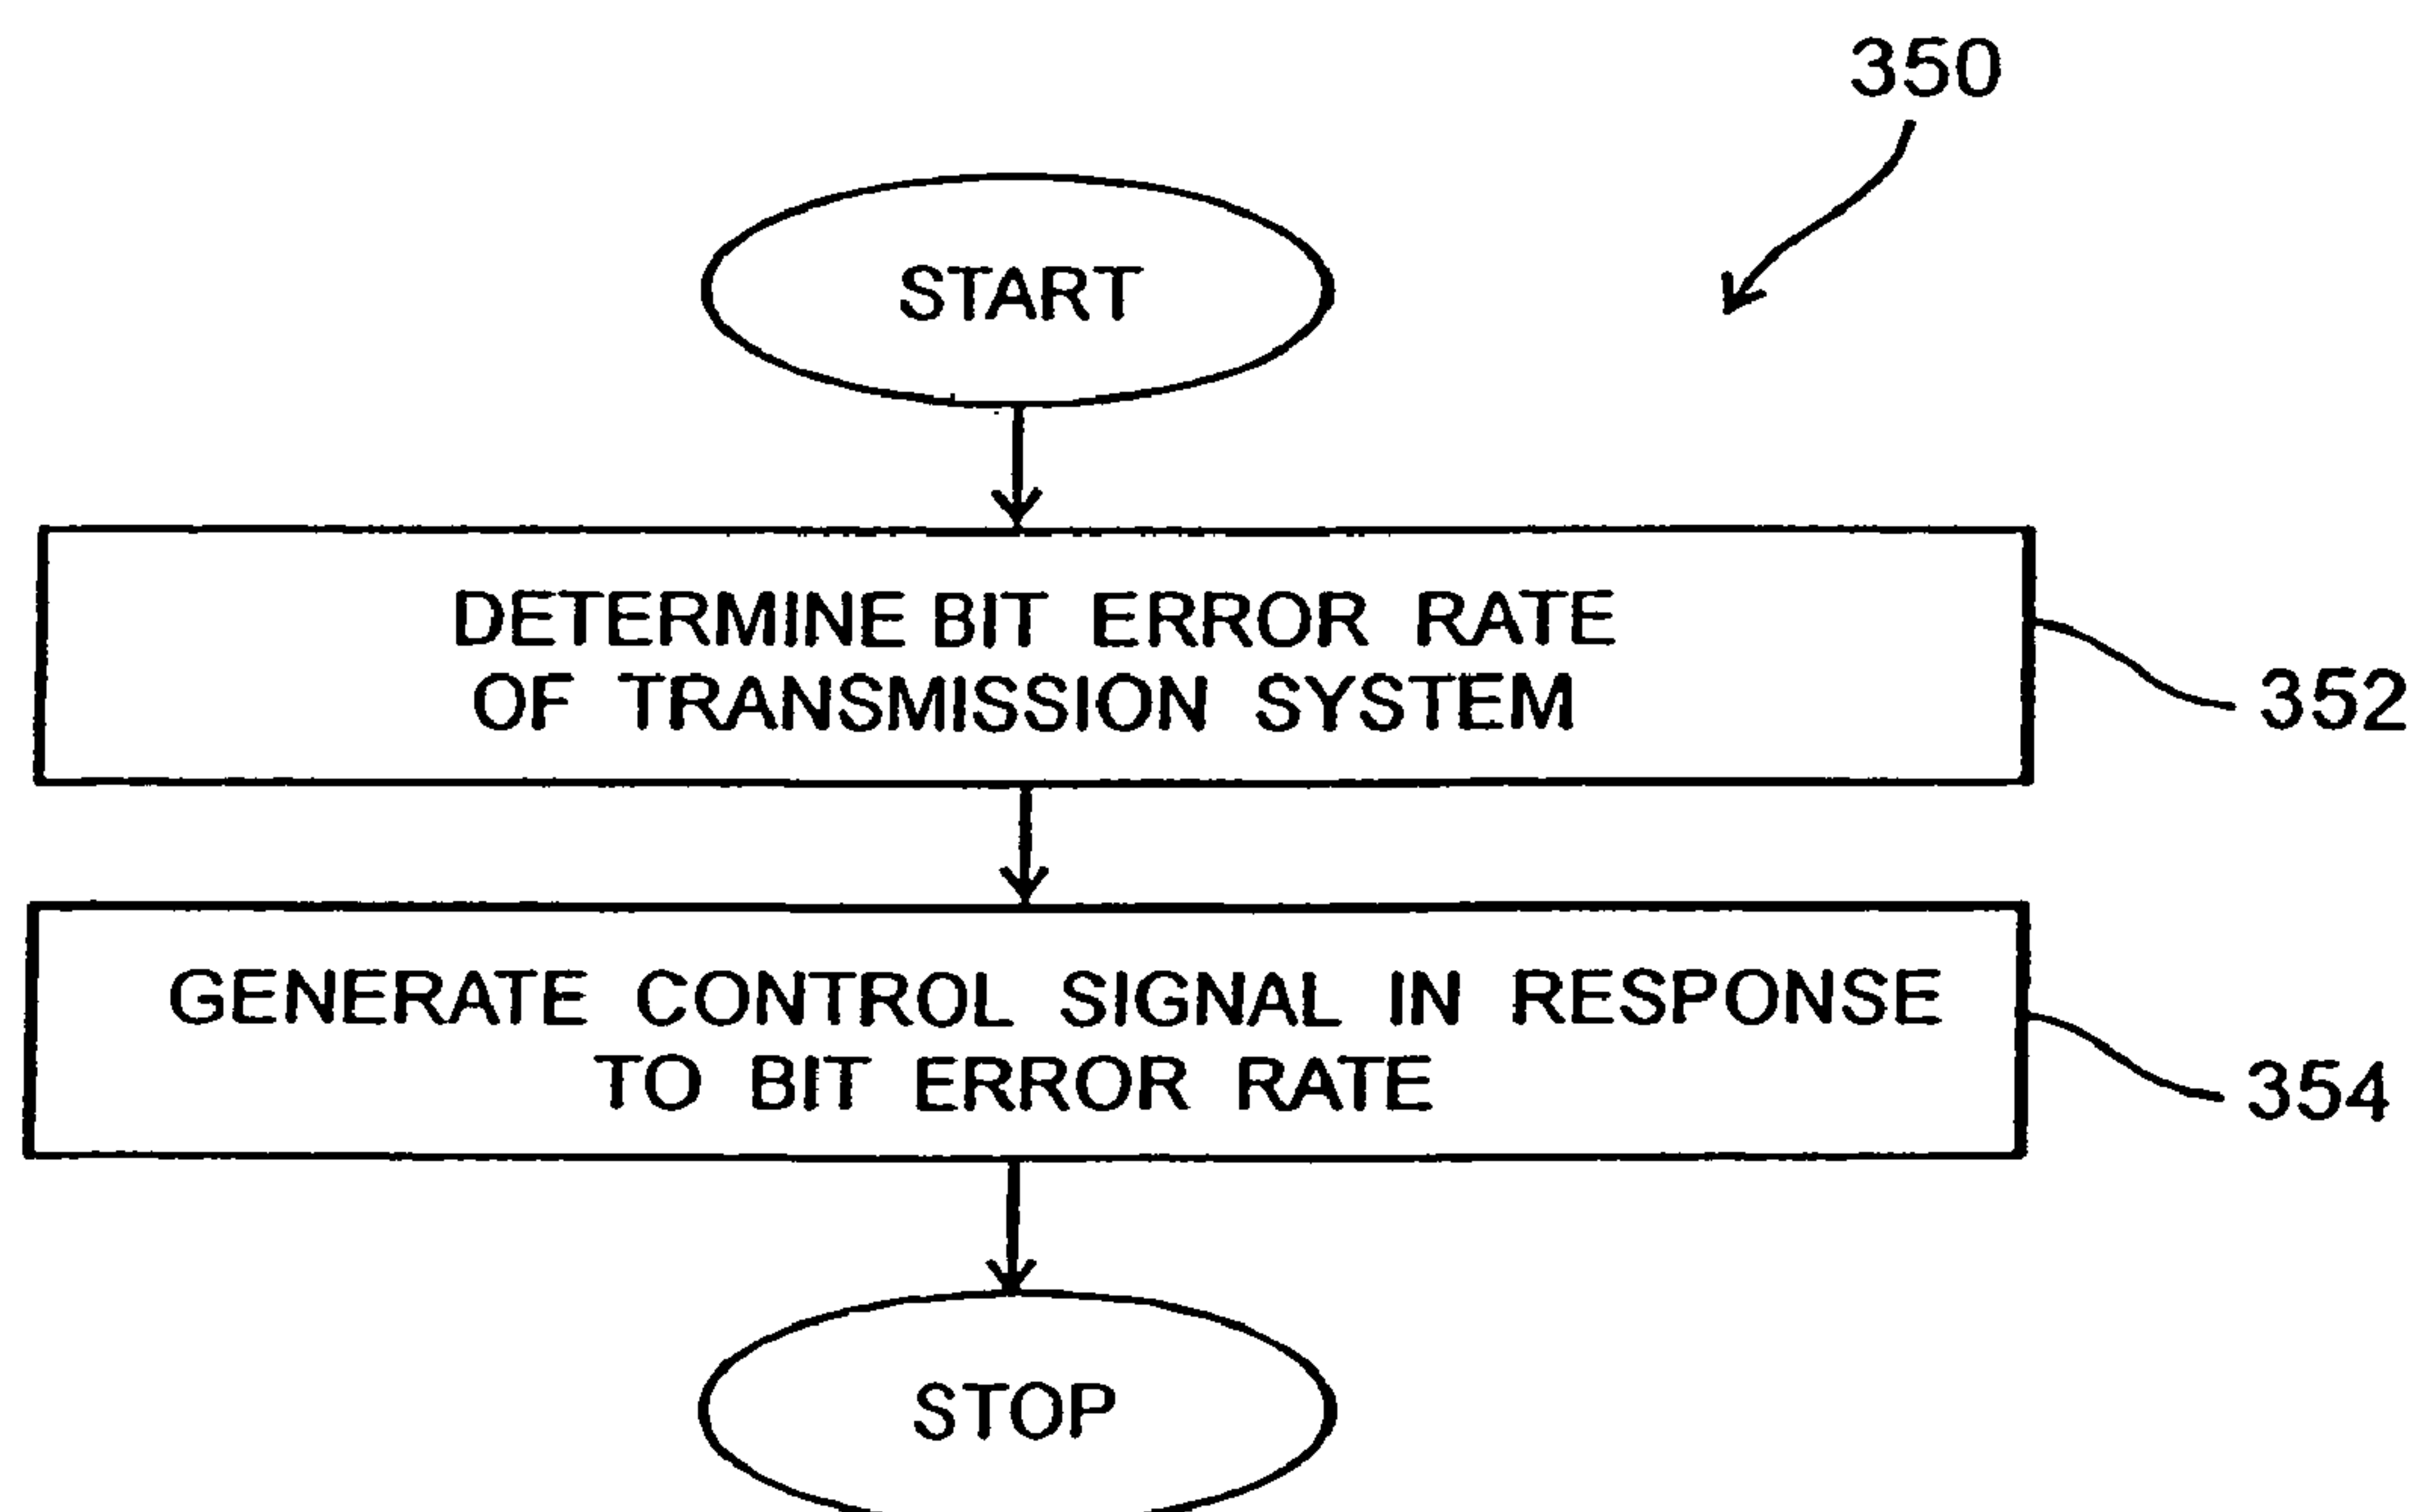 350
START
DETERMINE BIT ERROR RATE
OF TRANSMISSION SYSTEM
352
GENERATE CONTROL SIGNAL IN RESPONSE
TO BIT ERROR RATE
354
STOP